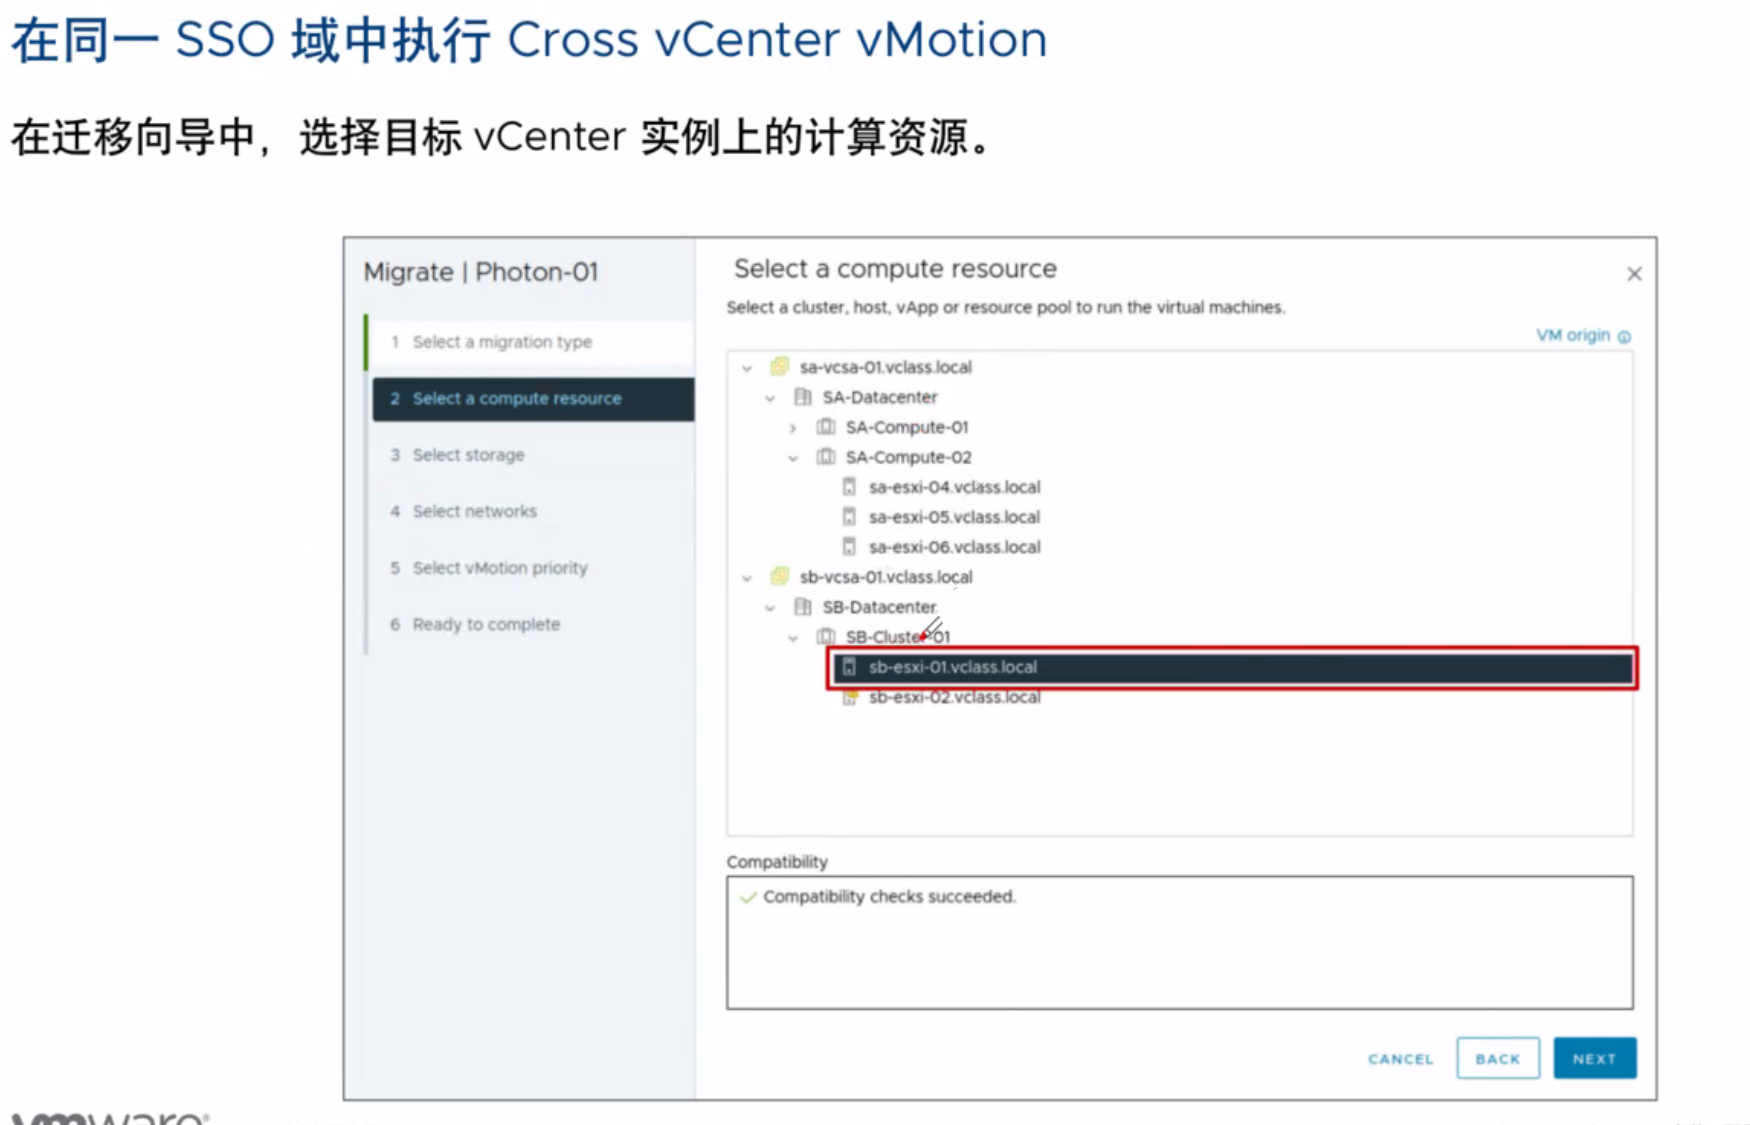 在同一 SSO 域中执行 Cross vCenter vMotion
在迁移向导中，选择目标 vCenter 实例上的计算资源。
Migrate | Photon-01
1 Select a migration type
2 Select a compute resource
3 Select storage
4 Select networks
5 Select vMotion priority
6 Ready to complete
Select a compute resource
Select a cluster, host, vApp or resource pool to run the virtual machines.
VM origin
sa-vcsa-01.vclass.local
SA-Datacenter
SA-Compute-01
SA-Compute-02
sa-esxi-04.vclass.local
sa-esxi-05.vclass.local
sa-esxi-06.vclass.local
sb-vcsa-01.vclass.local
SB-Datacenter
SB-Cluster-01
sb-esxi-01.vclass.local
sb-esxi-02.vclass.local
Compatibility
Compatibility checks succeeded.
CANCEL
BACK
NEXT
vmware®